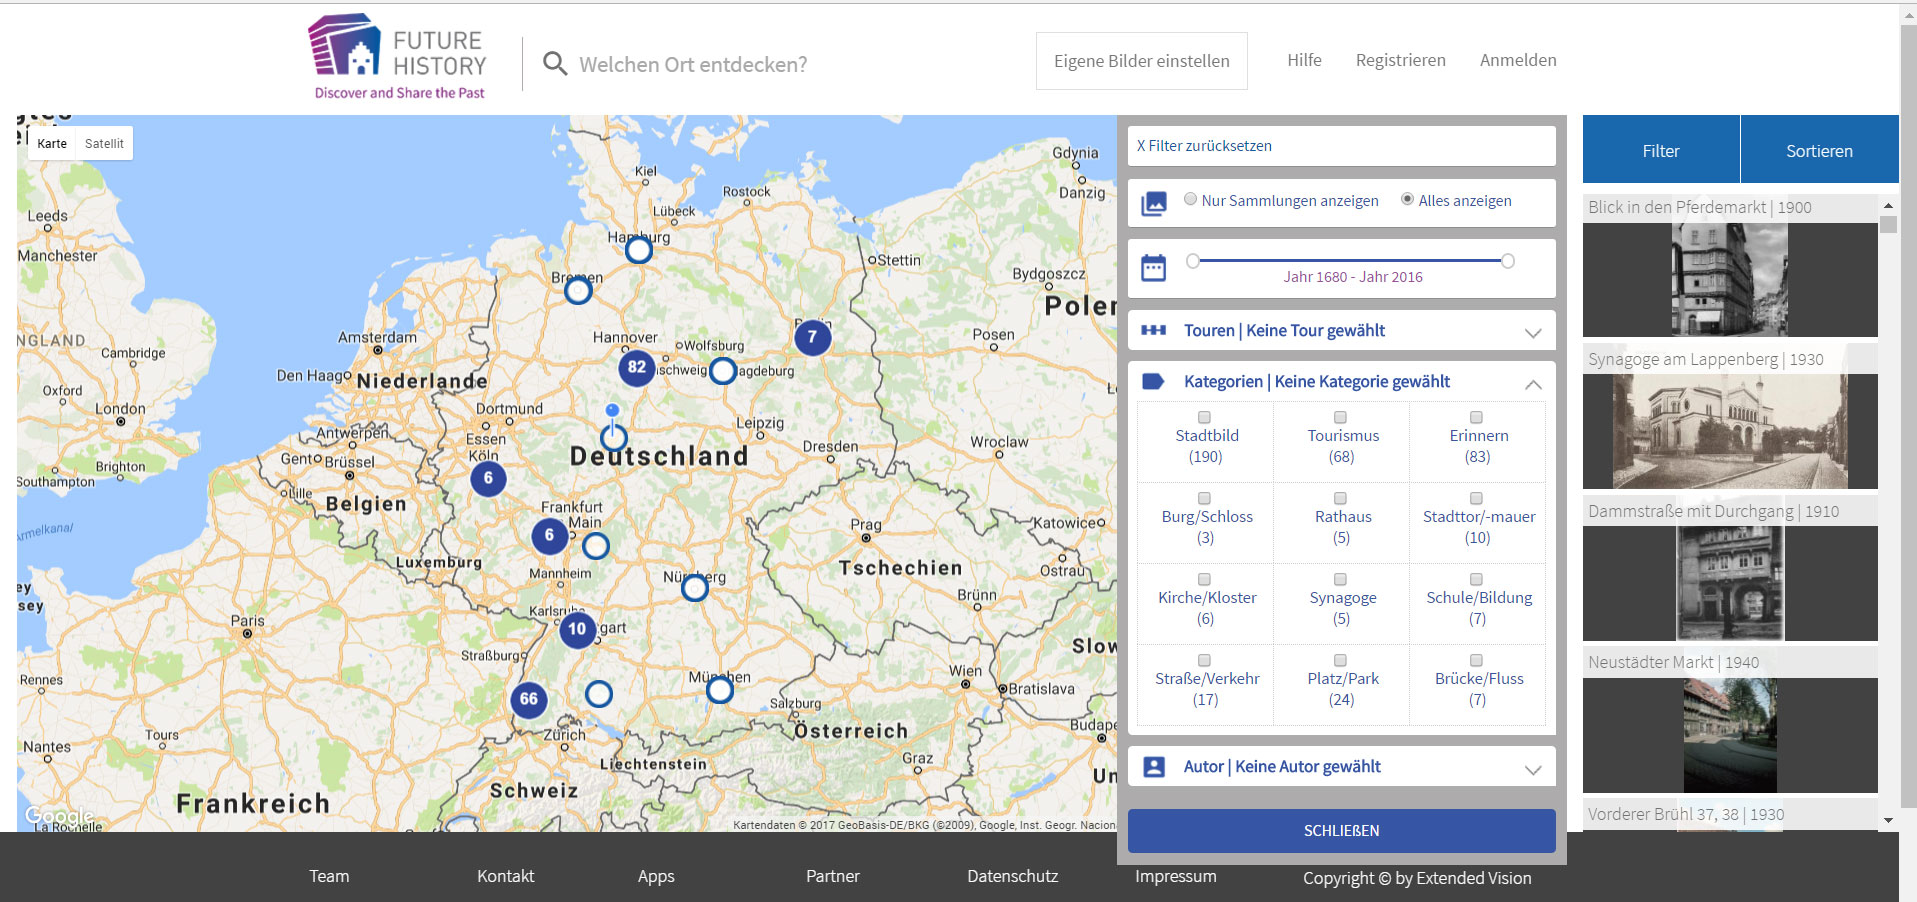 FUTURE
HISTORY
Discover and Share the Past
Welchen Ort entdecken?
Eigene Bilder einstellen
Hilfe
Registrieren
Anmelden
Karte
Satellit
Leeds
Manchester
NGLAND
Cambridge
Oxford
London
Brighton
Southampton
Armelkanal
Kiel
Rostock
Lübeck
Hamburg
Gdynia
Danzig
Stettin
Bydgoszcz
Polen
Posen
Bremen
Amsterdam
Hannover
Wolfsburg
7
82
schweig
agdeburg
Den Haag
Niederlande
Dortmund
Essen
Köln
Leipzig
Dresden
Wroclaw
Deutschland
Antwerpen
Gent
Brüssel
Lille
Belgien
6
Frankfurt
Main
6
Prag
Katowice
Luxemburg
Mannheim
Nürnberg
Tschechien
Ostrau
Brünn
Paris
Karlsruhe
10
gart
Straßburg
Slow
Rennes
66
München
Wien
Bratislava
Salzburg
Nantes
Tours
Zürich
Österreich
Budape
Liechtenstein
Graz
Schweiz
Un
Frankreich
Google
La Rochelle
Kartendaten © 2017 GeoBasis-DE/BKG (©2009), Google, Inst. Geogr. Nacion
X Filter zurücksetzen
Nur Sammlungen anzeigen
Alles anzeigen
Jahr 1680 - Jahr 2016
Touren | Keine Tour gewählt
Kategorien | Keine Kategorie gewählt
Stadtbild
(190)
Tourismus
(68)
Erinnern
(83)
Burg/Schloss
(3)
Rathaus
(5)
Stadttor/-mauer
(10)
Kirche/Kloster
(6)
Synagoge
(5)
Schule/Bildung
(7)
Straße/Verkehr
(17)
Platz/Park
(24)
Brücke/Fluss
(7)
Autor | Keine Autor gewählt
SCHLIEßEN
Filter
Sortieren
Blick in den Pferdemarkt | 1900
Synagoge am Lappenberg | 1930
Dammstraße mit Durchgang | 1910
Neustädter Markt | 1940
Vorderer Brühl 37, 38 | 1930
Team
Kontakt
Apps
Partner
Datenschutz
Impressum
Copyright © by Extended Vision